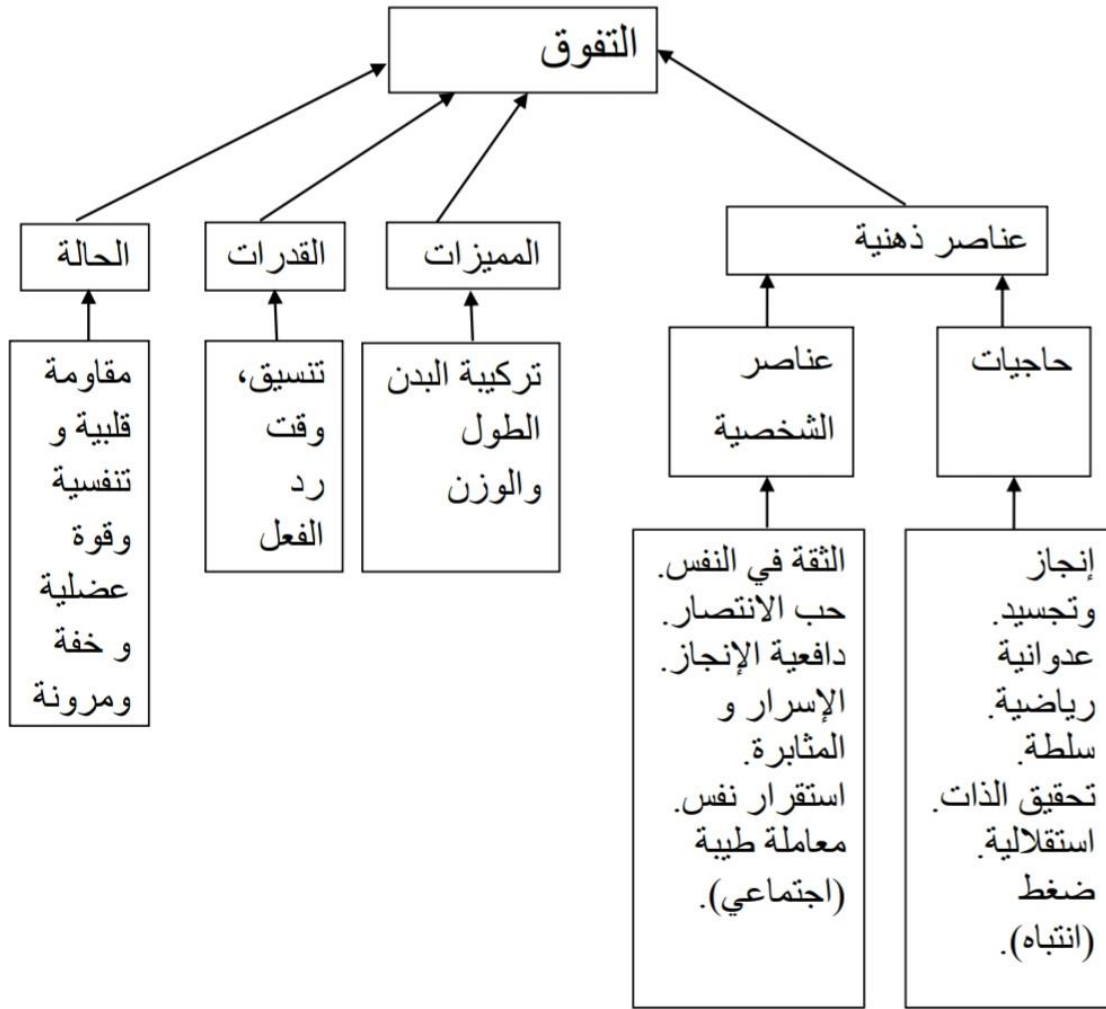 التفوق
عناصر ذهنية
المميزات
القدرات
الحالة
حاجيات
عناصر
الشخصية
تركيبة البدن
الطول
والوزن
تنسيق،
وقت
رد
الفعل
مقاومة
قلبية و
تنفسية
وقوة
عضلية
و خفة
ومرونة
إنجاز
وتجسيد.
عدوانية
رياضية.
سلطة.
تحقيق الذات.
استقلالية.
ضغط
(انتباه).
الثقة في النفس.
حب الانتصار.
دافعية الإنجاز.
الإسرار و
المثابرة.
استقرار نفس.
معاملة طيبة
(اجتماعي).